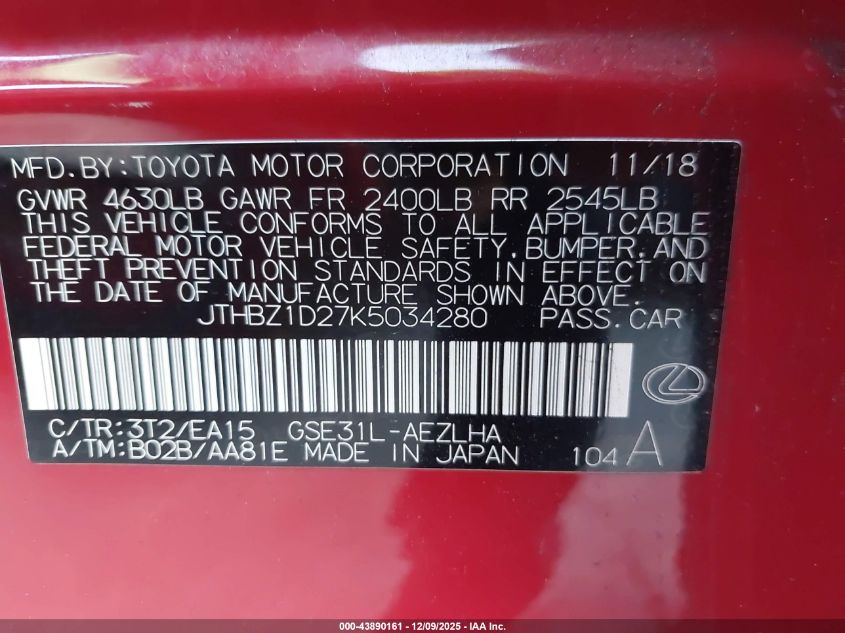 MFD.BY:TOYOTA MOTOR CORPORATION 11/18
GVWR 4630LB GAWR FR 2400LB RR 2545LB
THIS VEHICLE CONFORMS TO ALL APPLICABLE
FEDERAL MOTOR VEHICLE SAFETY,BUMPER,AND
THEFT PREVENTION STANDARDS IN EFFECT ON
THE DATE OF MANUFACTURE SHOWN ABOVE.
JTHBZ1D27K5034280 PASS.CAR
C/TR:3T2/EA15 GSE31L-AEZLHA
A/TM:B02B/AA81E MADE IN JAPAN 104 A
000-43890161 - 12/09/2025 - IAA Inc.